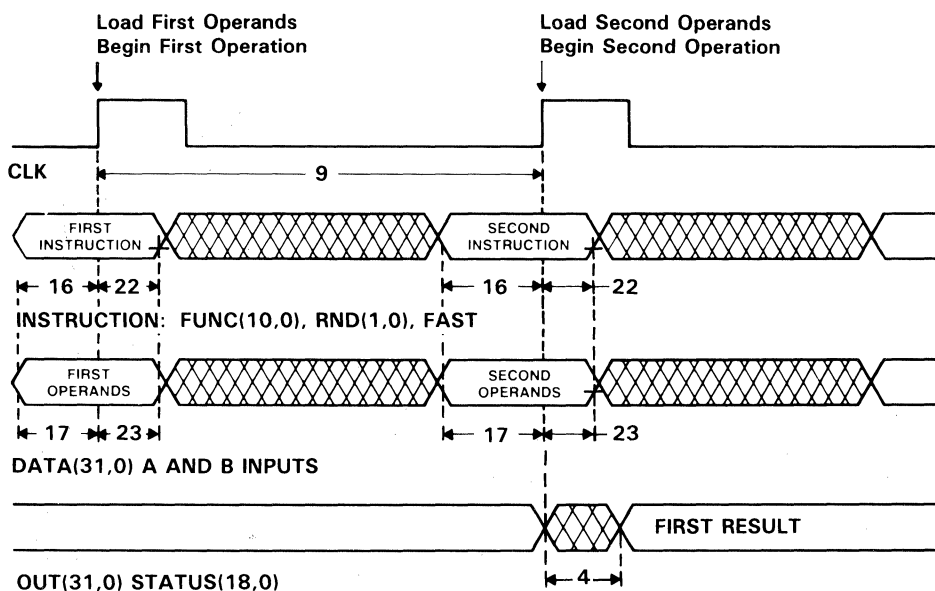 Load First Operands
Begin First Operation
Load Second Operands
Begin Second Operation
CLK
9
FIRST
INSTRUCTION
SECOND
INSTRUCTION
16
22
16
22
INSTRUCTION: FUNC(10,0), RND(1,0), FAST
FIRST
OPERANDS
SECOND
OPERANDS
17
23
17
23
DATA(31,0) A AND B INPUTS
FIRST RESULT
4
OUT(31,0) STATUS(18,0)